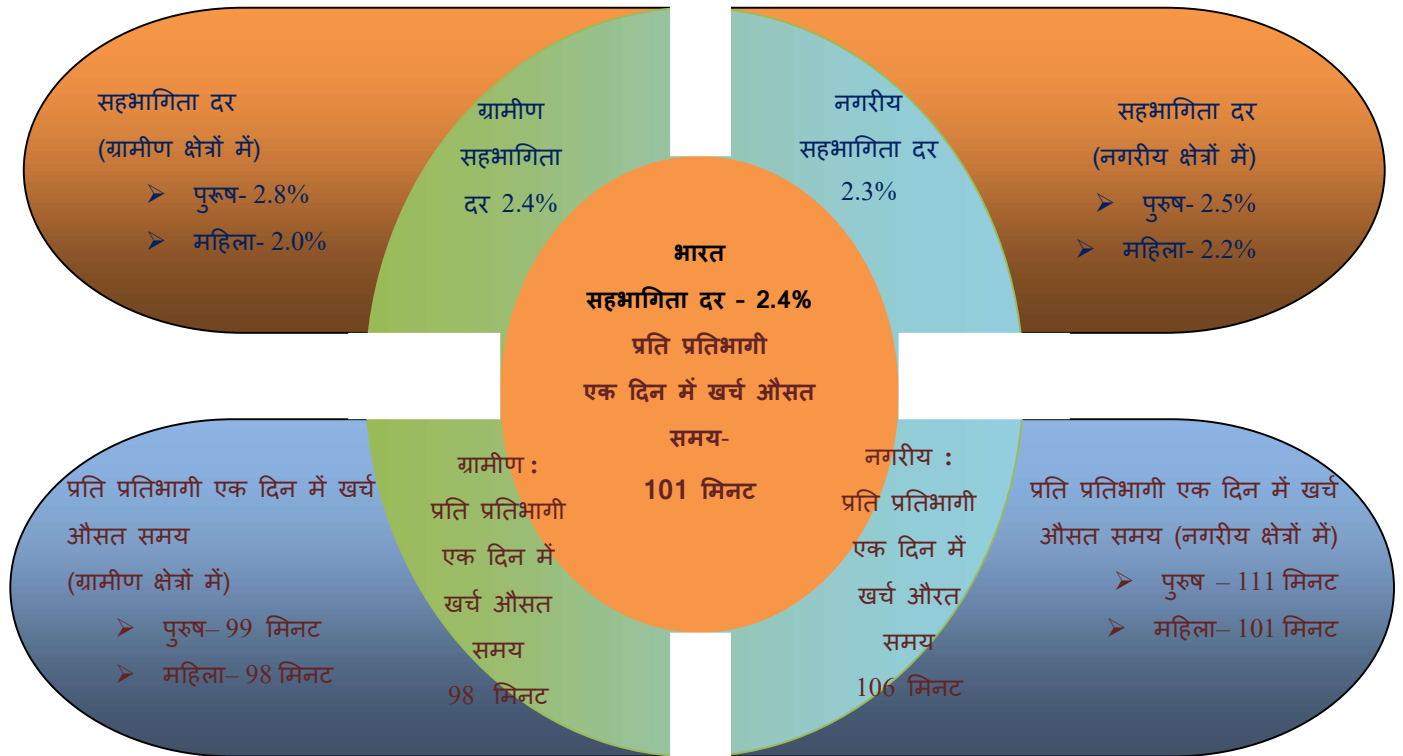 सहभागिता दर
(ग्रामीण क्षेत्रों में)
➢ पुरूष- 2.8%
➢ महिला- 2.0%
ग्रामीण
सहभागिता
दर 2.4%
नगरीय
सहभागिता दर
2.3%
सहभागिता दर
(नगरीय क्षेत्रों में)
➢ पुरुष- 2.5%
➢ महिला- 2.2%
भारत
सहभागिता दर - 2.4%
प्रति प्रतिभागी
एक दिन में खर्च औसत
समय-
101 मिनट
प्रति प्रतिभागी एक दिन में खर्च
औसत समय
(ग्रामीण क्षेत्रों में)
➢ पुरुष– 99 मिनट
➢ महिला– 98 मिनट
ग्रामीण :
प्रति प्रतिभागी
एक दिन में
खर्च औसत
समय
98 मिनट
नगरीय :
प्रति प्रतिभागी
एक दिन में
खर्च औरत
समय
106 मिनट
प्रति प्रतिभागी एक दिन में खर्च
औसत समय (नगरीय क्षेत्रों में)
➢ पुरुष – 111 मिनट
➢ महिला– 101 मिनट